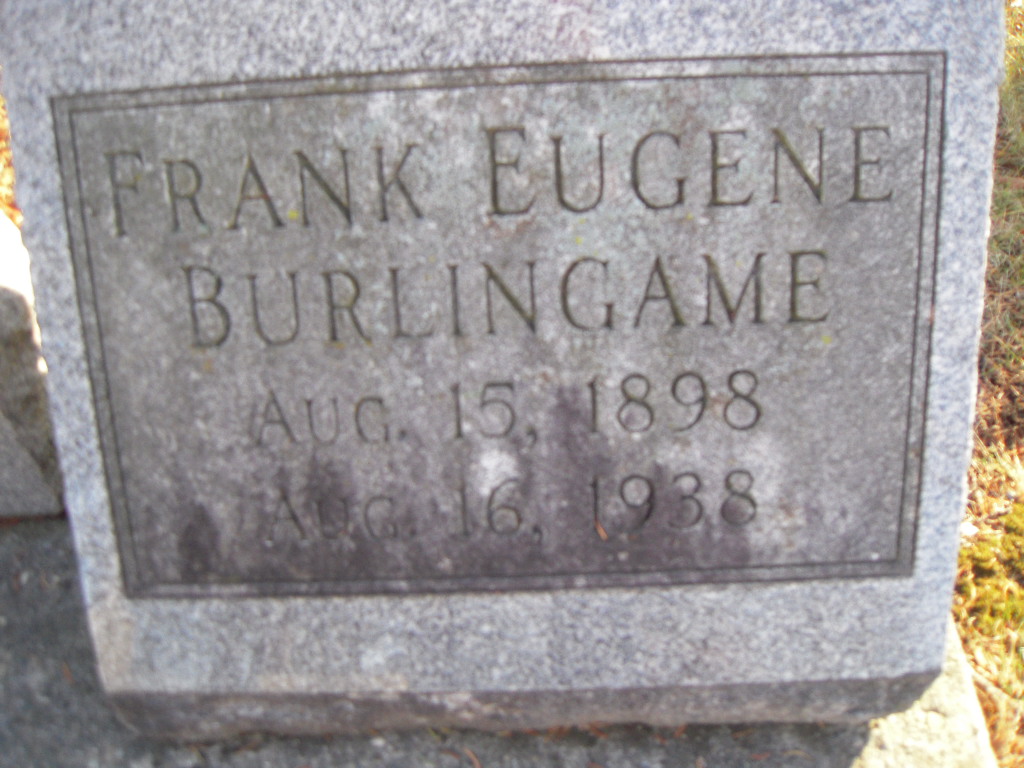 FRANK EUGENE
BURLINGAME
AUG. 15, 1898
AUG. 16, 1938